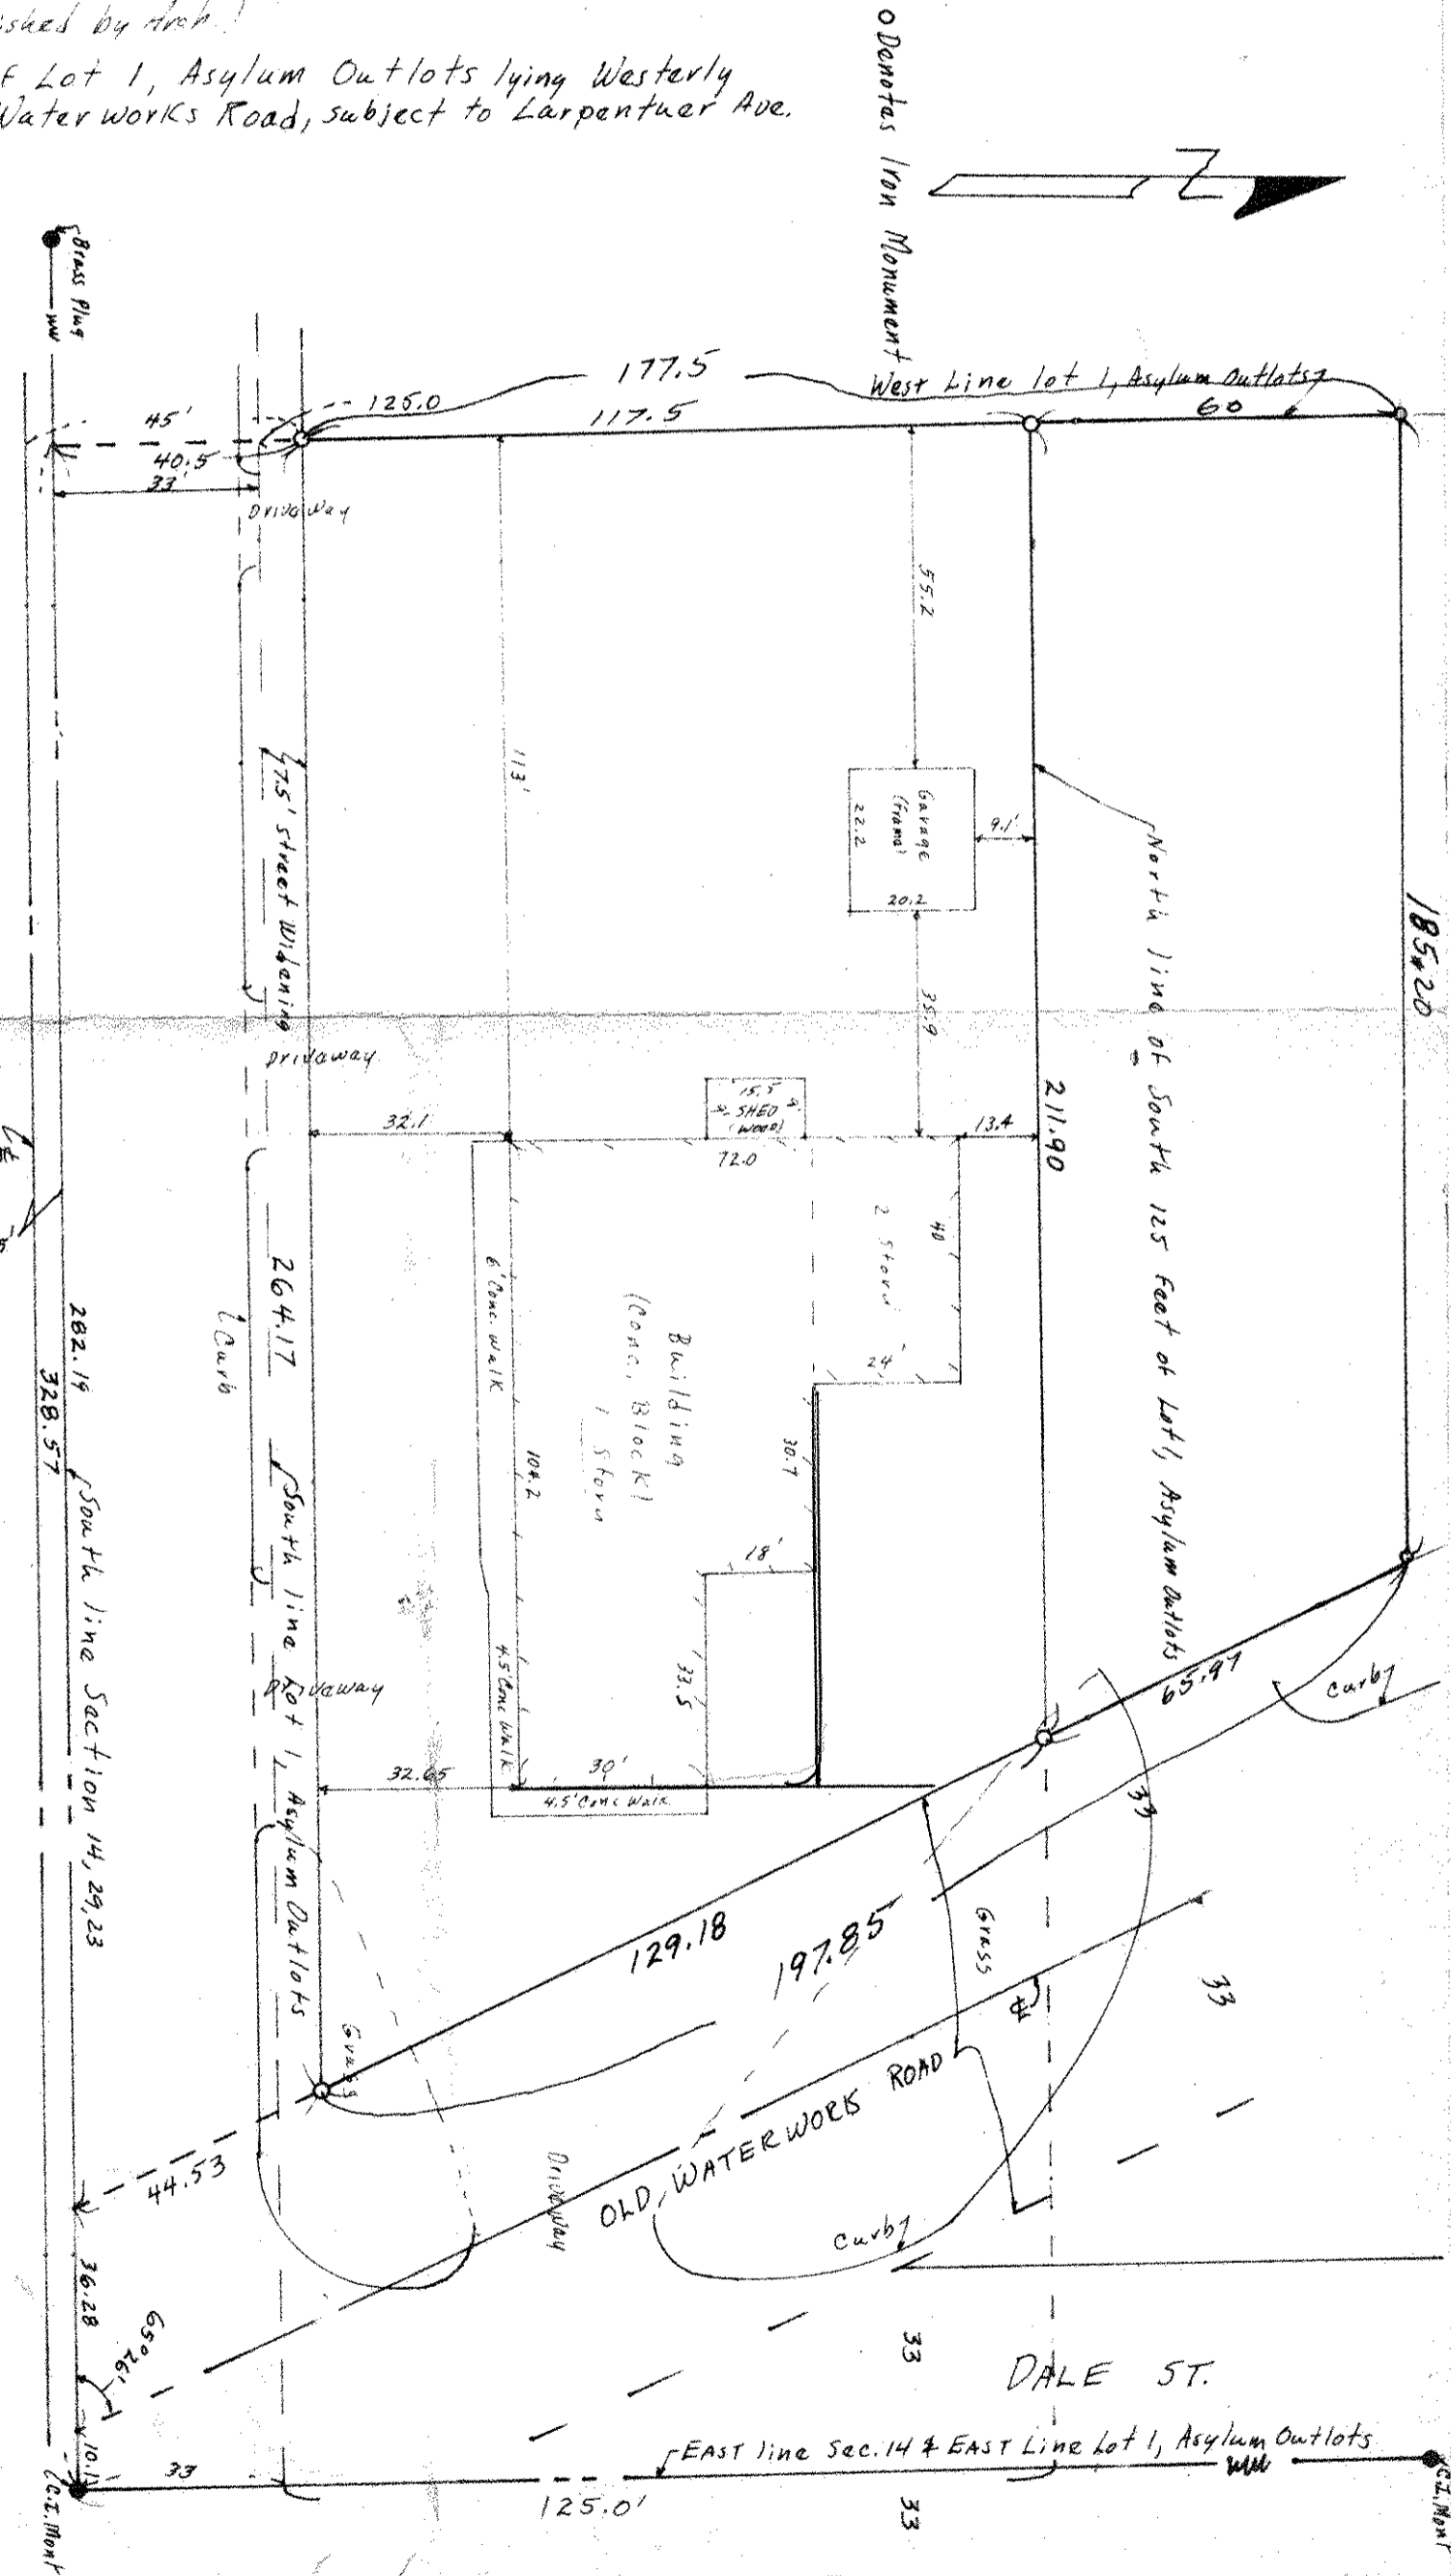 by
Lot 1, Asylum Outlots lying Westerly
Waterworks Road, subject to Larpentuer Ave.
o Denotes Iron Monument
N
Brass Plug
177.5
West Line lot 1, Asylum Outlots
125.0
117.5
60
45'
40.5
33'
Driveway
55.2
113'
Garage
(Frame)
22.2
20.2
9.1'
North line of South 125 Feet of Lot 1, Asylum Outlots
185.20
7.5' street Widening
35.9
Driveway
32.1
15.5
SHED
(Wood)
72.0
13.4
211.90
2 Story
40'
24'
6' Conc. Walk
Building
(Conc. Block)
1 Story
104.2
30.7
18'
33.5
264.17
South line Lot 1, Asylum Outlots
Curb
282.19
328.57
South line Section 14, 29, 23
Driveway
4.5' Conc Walk
32.65
30'
4.5' Conc Walk
65.97
Curb
33
129.18
197.85
Grass
33
Grass
OLD WATERWORK ROAD
Driveway
44.53
Curb
36.28
65°26'
33
DALE ST.
10.1
33
EAST line Sec. 14 & EAST Line Lot 1, Asylum Outlots
125.0'
33
C.I. Mont
C.I. Mont